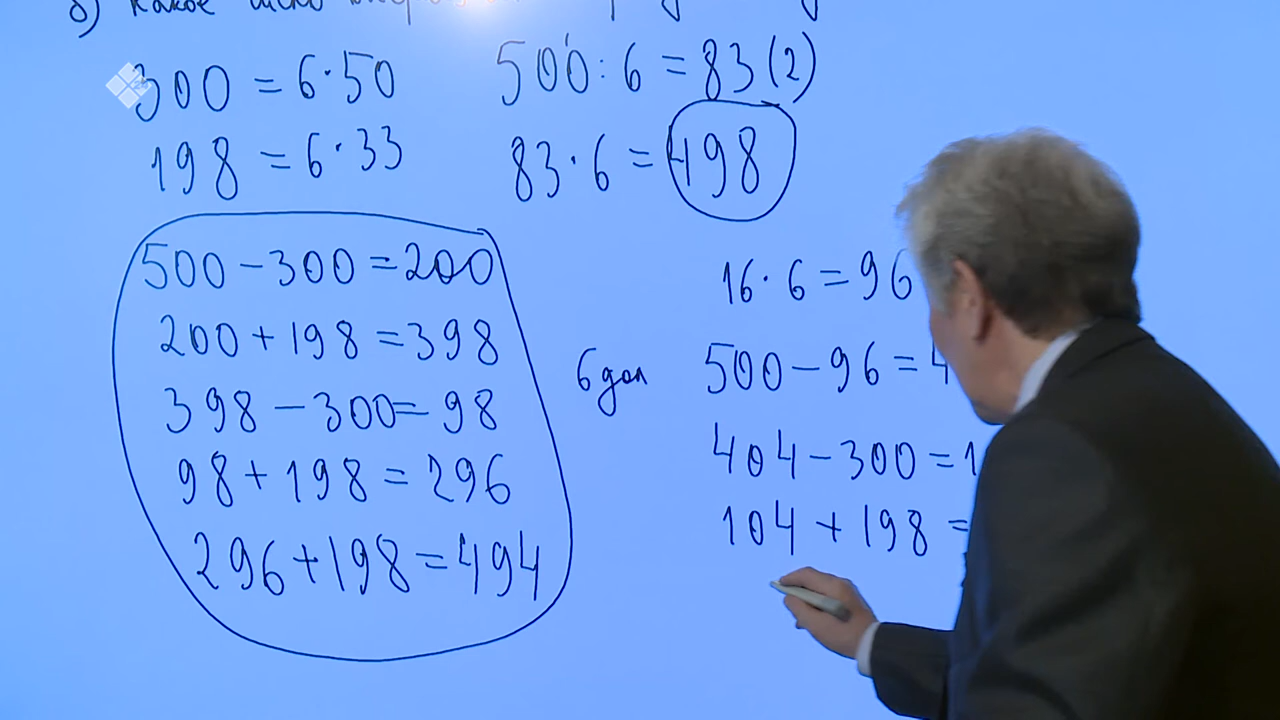 б) Какое
300 = 6·50
198 = 6·33
500 : 6 = 83 (2)
83·6 = 498
500 − 300 = 200
200 + 198 = 398
398 − 300 = 98
98 + 198 = 296
296 + 198 = 494
6 дол
16·6 = 96
500 − 96 = 4
404 − 300 = 1
104 + 198 =